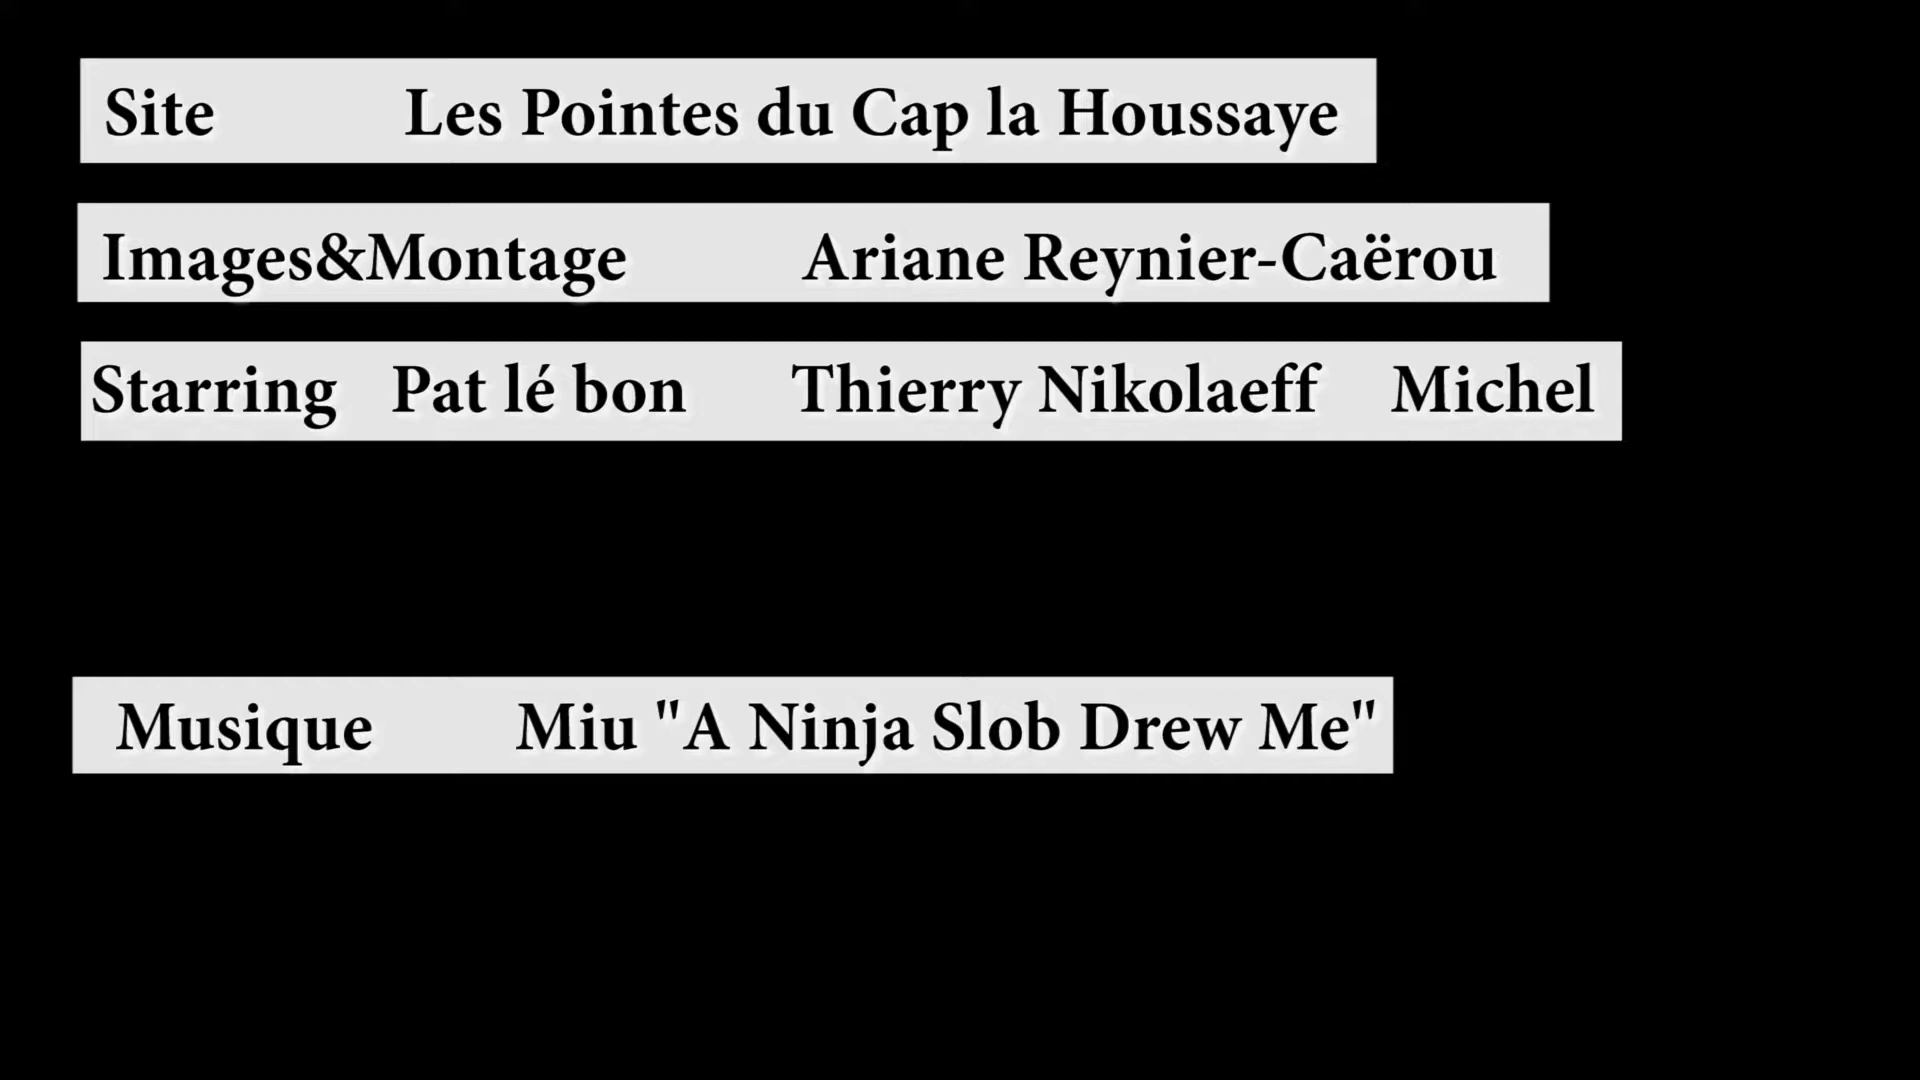 Site Les Pointes du Cap la Houssaye
Images&Montage Ariane Reynier-Caërou
Starring Pat lé bon Thierry Nikolaeff Michel
Musique Miu "A Ninja Slob Drew Me"